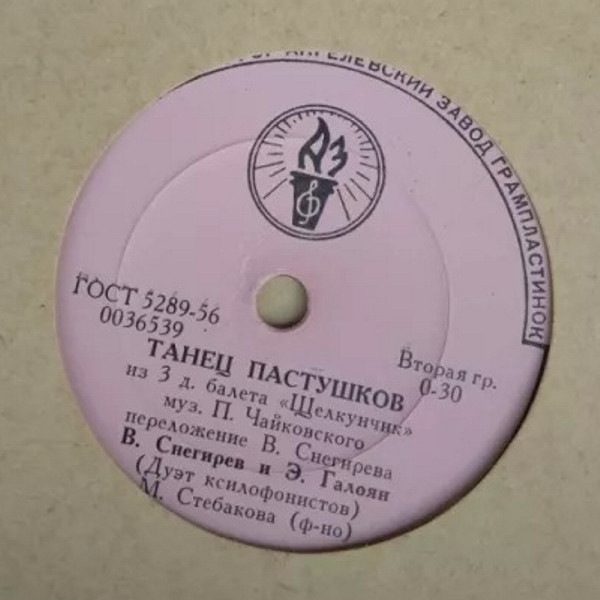 АПРЕЛЕВСКИЙ ЗАВОД ГРАМПЛАСТИНОК
АЗ
ГОСТ 5289-56
0036539
Вторая гр.
0-30
ТАНЕЦ ПАСТУШКОВ
из 3 д. балета «Щелкунчик»
муз. П. Чайковского
переложение В. Снегирева
В. Снегирев и Э. Галоян
(Дуэт ксилофонистов)
М. Стебакова (ф-но)